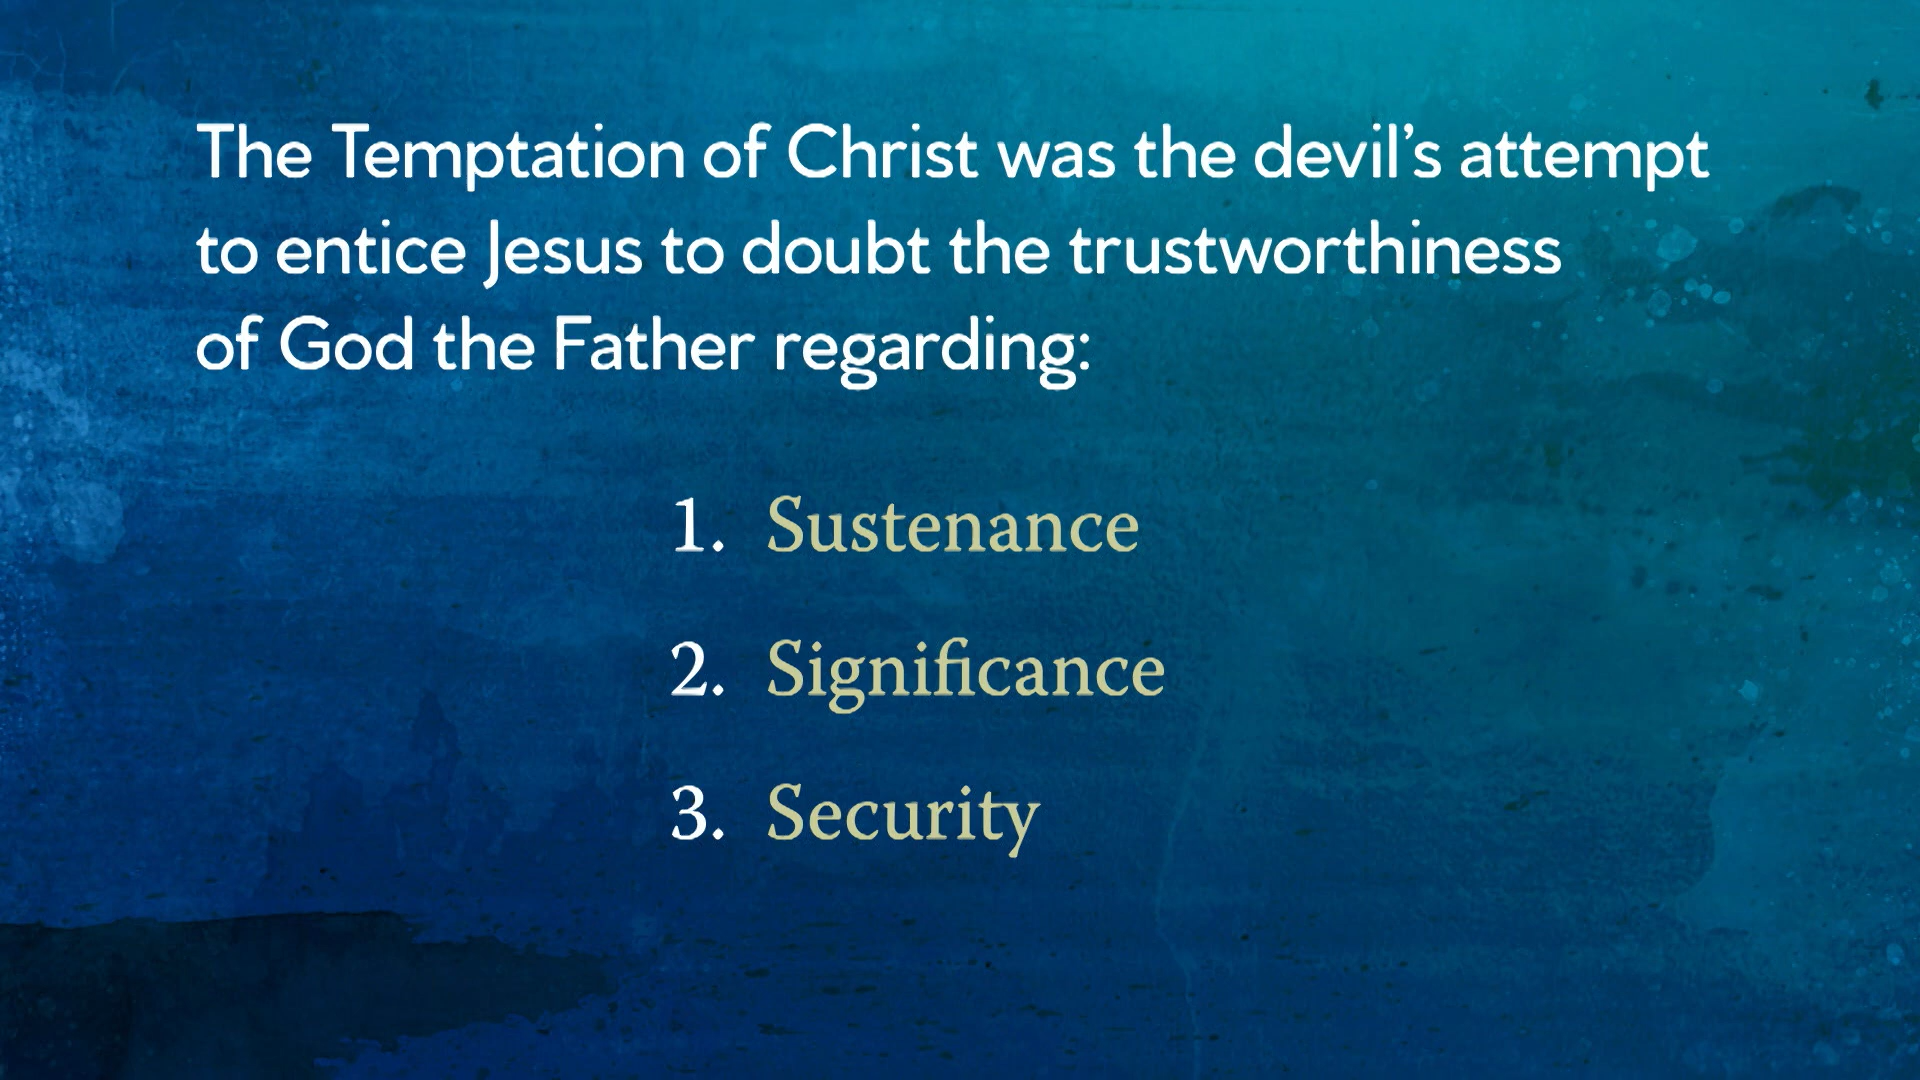 The Temptation of Christ was the devil’s attempt
to entice Jesus to doubt the trustworthiness
of God the Father regarding:
1. Sustenance
2. Significance
3. Security